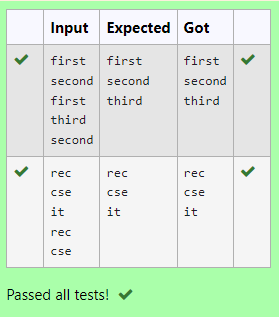 Input Expected Got
first first first
second second second
first third third
third
second
rec rec rec
cse cse cse
it it it
rec
cse
Passed all tests!